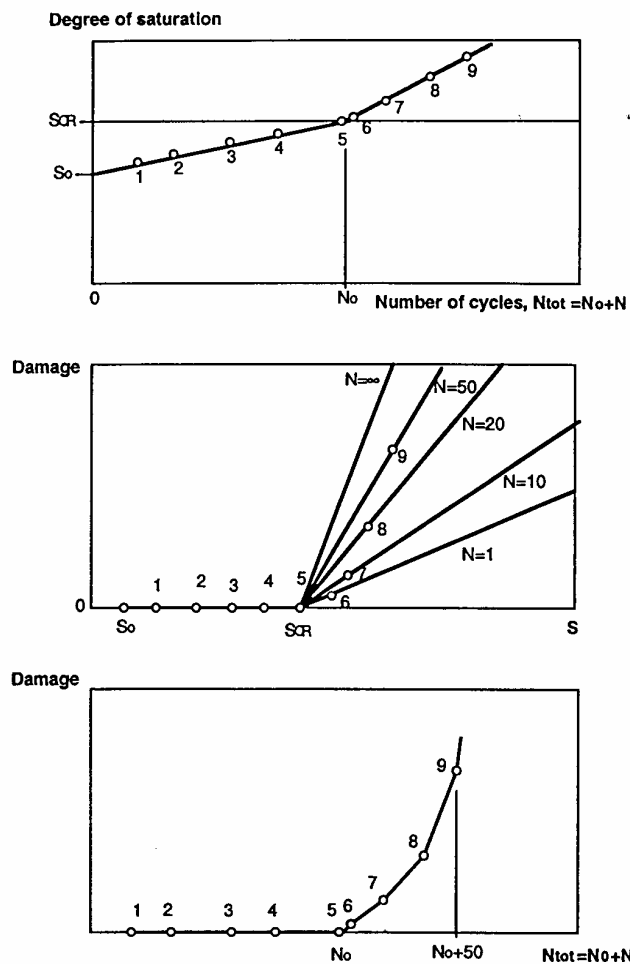 Degree of saturation
SCR
So
1 2 3 4 5 6 7 8 9
0
No
Number of cycles, Ntot =No+N
Damage
N=∞
N=50
N=20
N=10
N=1
1 2 3 4 5 6 7 8 9
0
So
SCR
S
Damage
1 2 3 4 5 6 7 8 9
No
No+50
Ntot=No+N